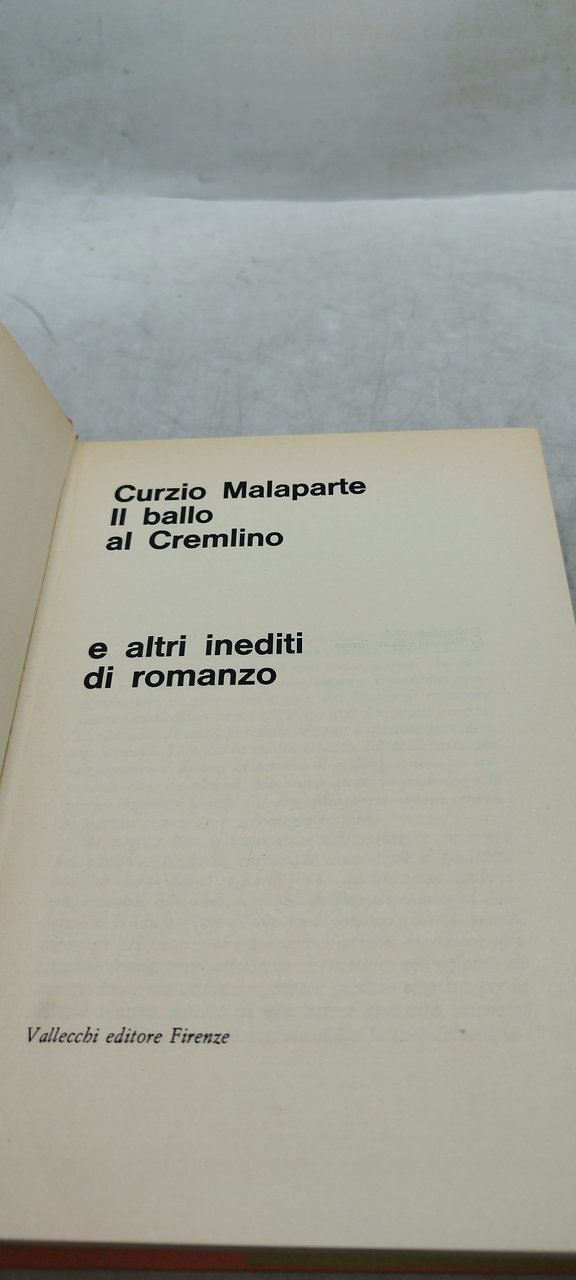 Curzio Malaparte
Il ballo
al Cremlino
e altri inediti
di romanzo
Vallecchi editore Firenze